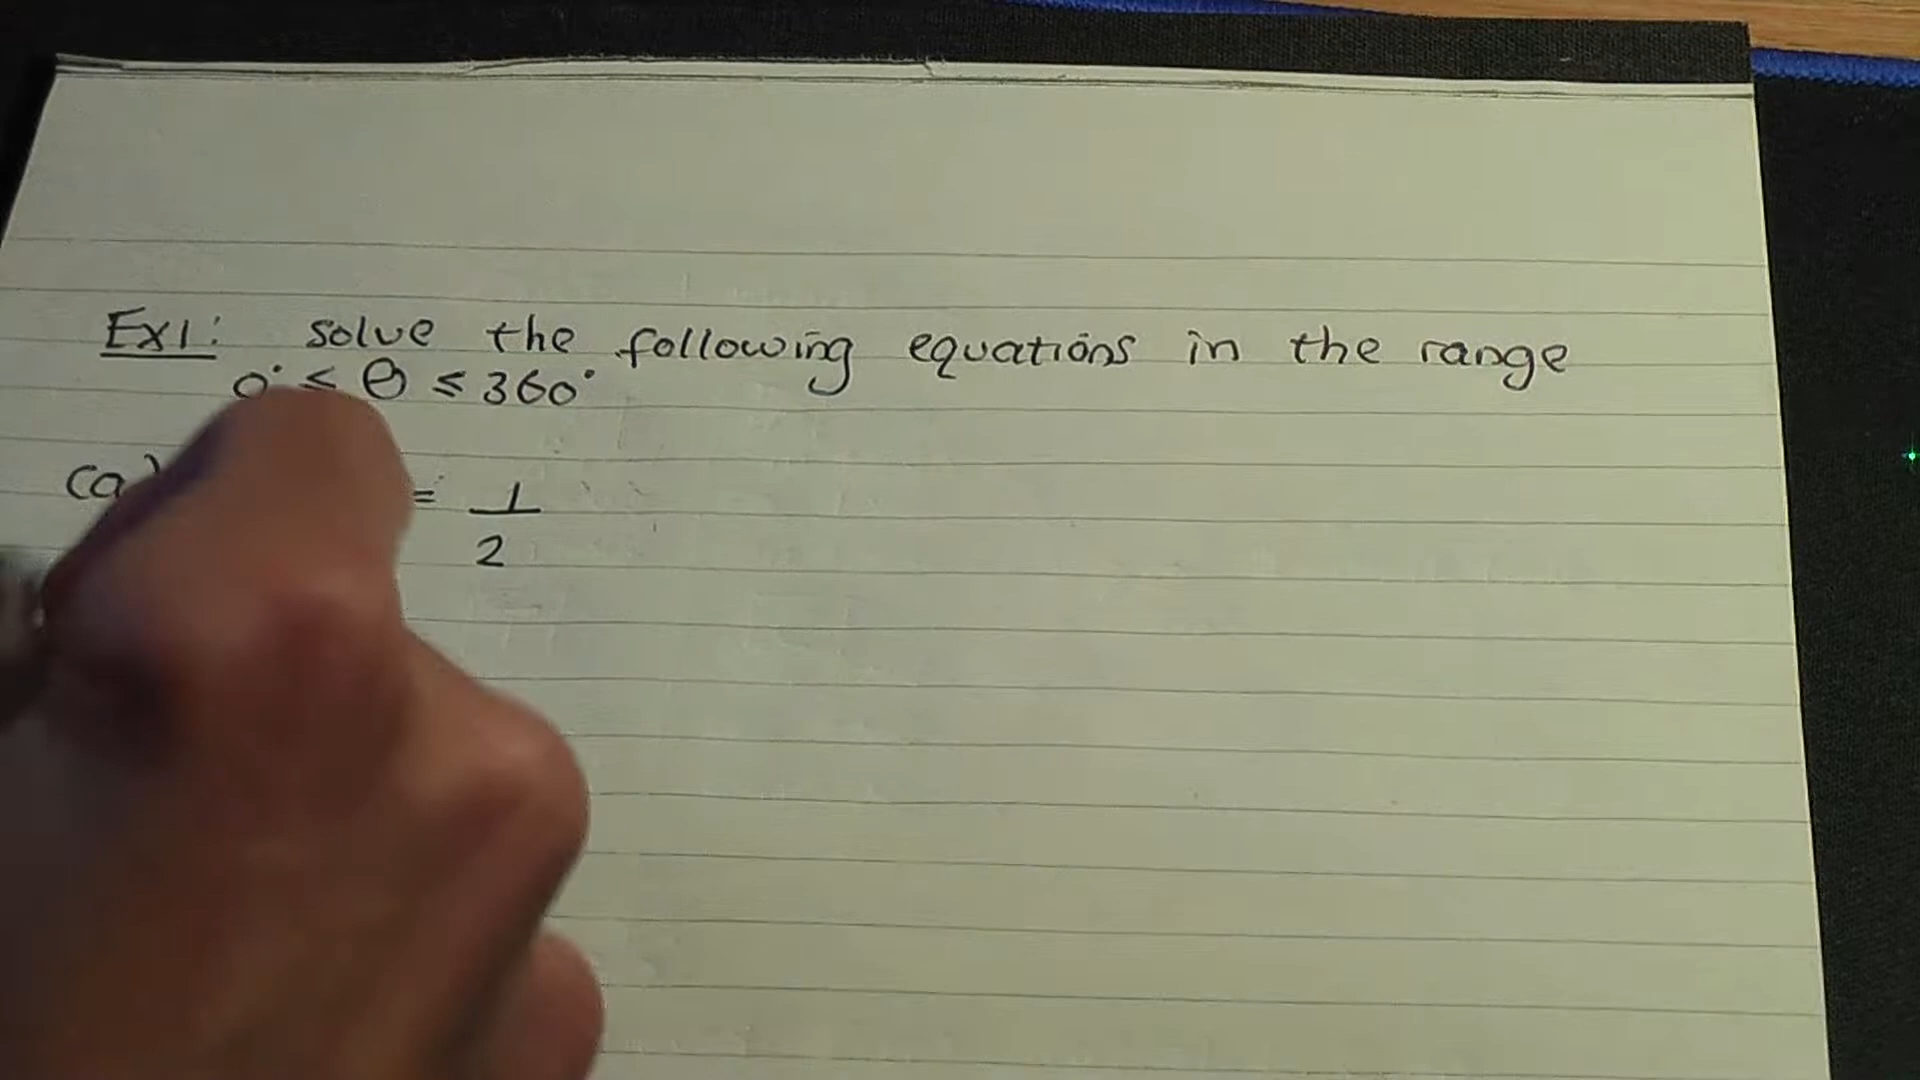 Ex1: solve the following equations in the range
0° ≤ θ ≤ 360°
(a) = 1/2